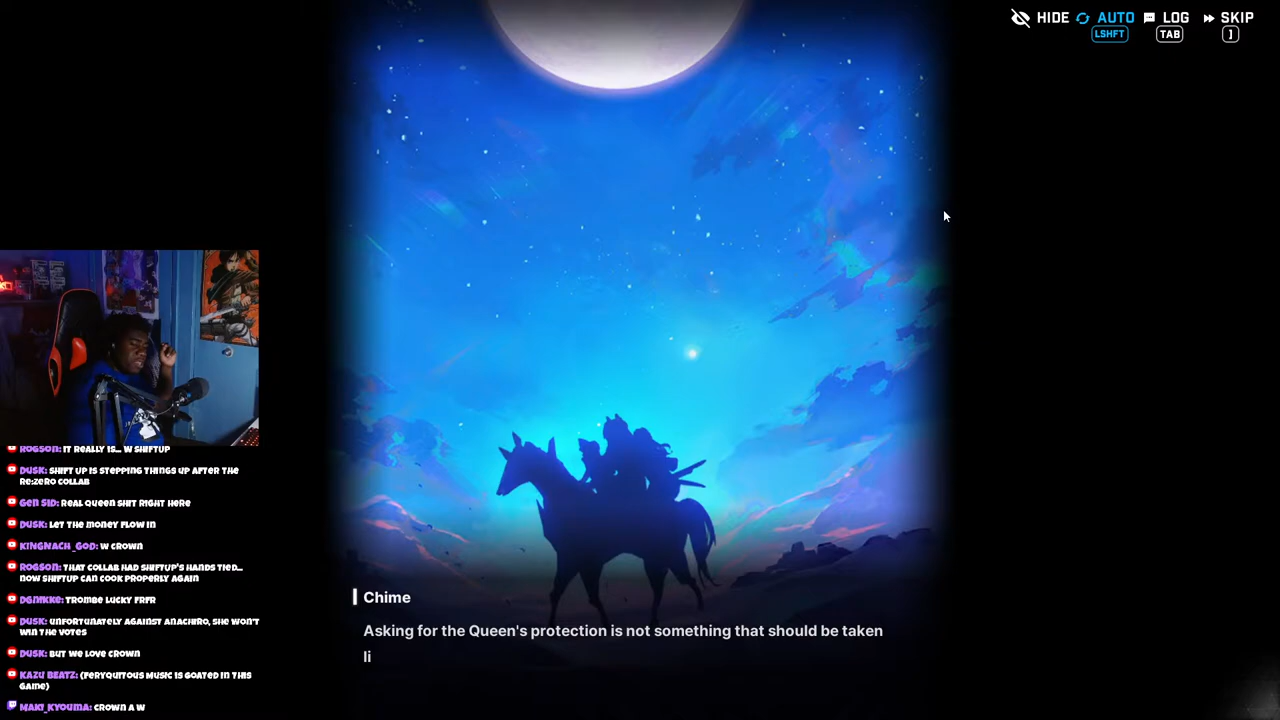 HIDE AUTO LOG SKIP
LSHFT TAB ]
ROGSON: IT REALLY IS... W SHIFTUP
DUSK: SHIFT UP IS STEPPING THINGS UP AFTER THE
RE:ZERO COLLAB
GEN SID: REAL QUEEN SHIT RIGHT HERE
DUSK: LET THE MONEY FLOW IN
KINGNACH_GOD: W CROWN
ROGSON: THAT COLLAB HAD SHIFTUP'S HANDS TIED...
NOW SHIFTUP CAN COOK PROPERLY AGAIN
DGNIKKE: TROMBE LUCKY FRFR
DUSK: UNFORTUNATELY AGAINST ANACHIRO, SHE WON'T
WIN THE VOTES
DUSK: BUT WE LOVE CROWN
KAZU BEATZ: (FERYQUITOUS MUSIC IS GOATED IN THIS
GAME)
MAKI_KYOUMA: CROWN A W
Chime
Asking for the Queen's protection is not something that should be taken
li